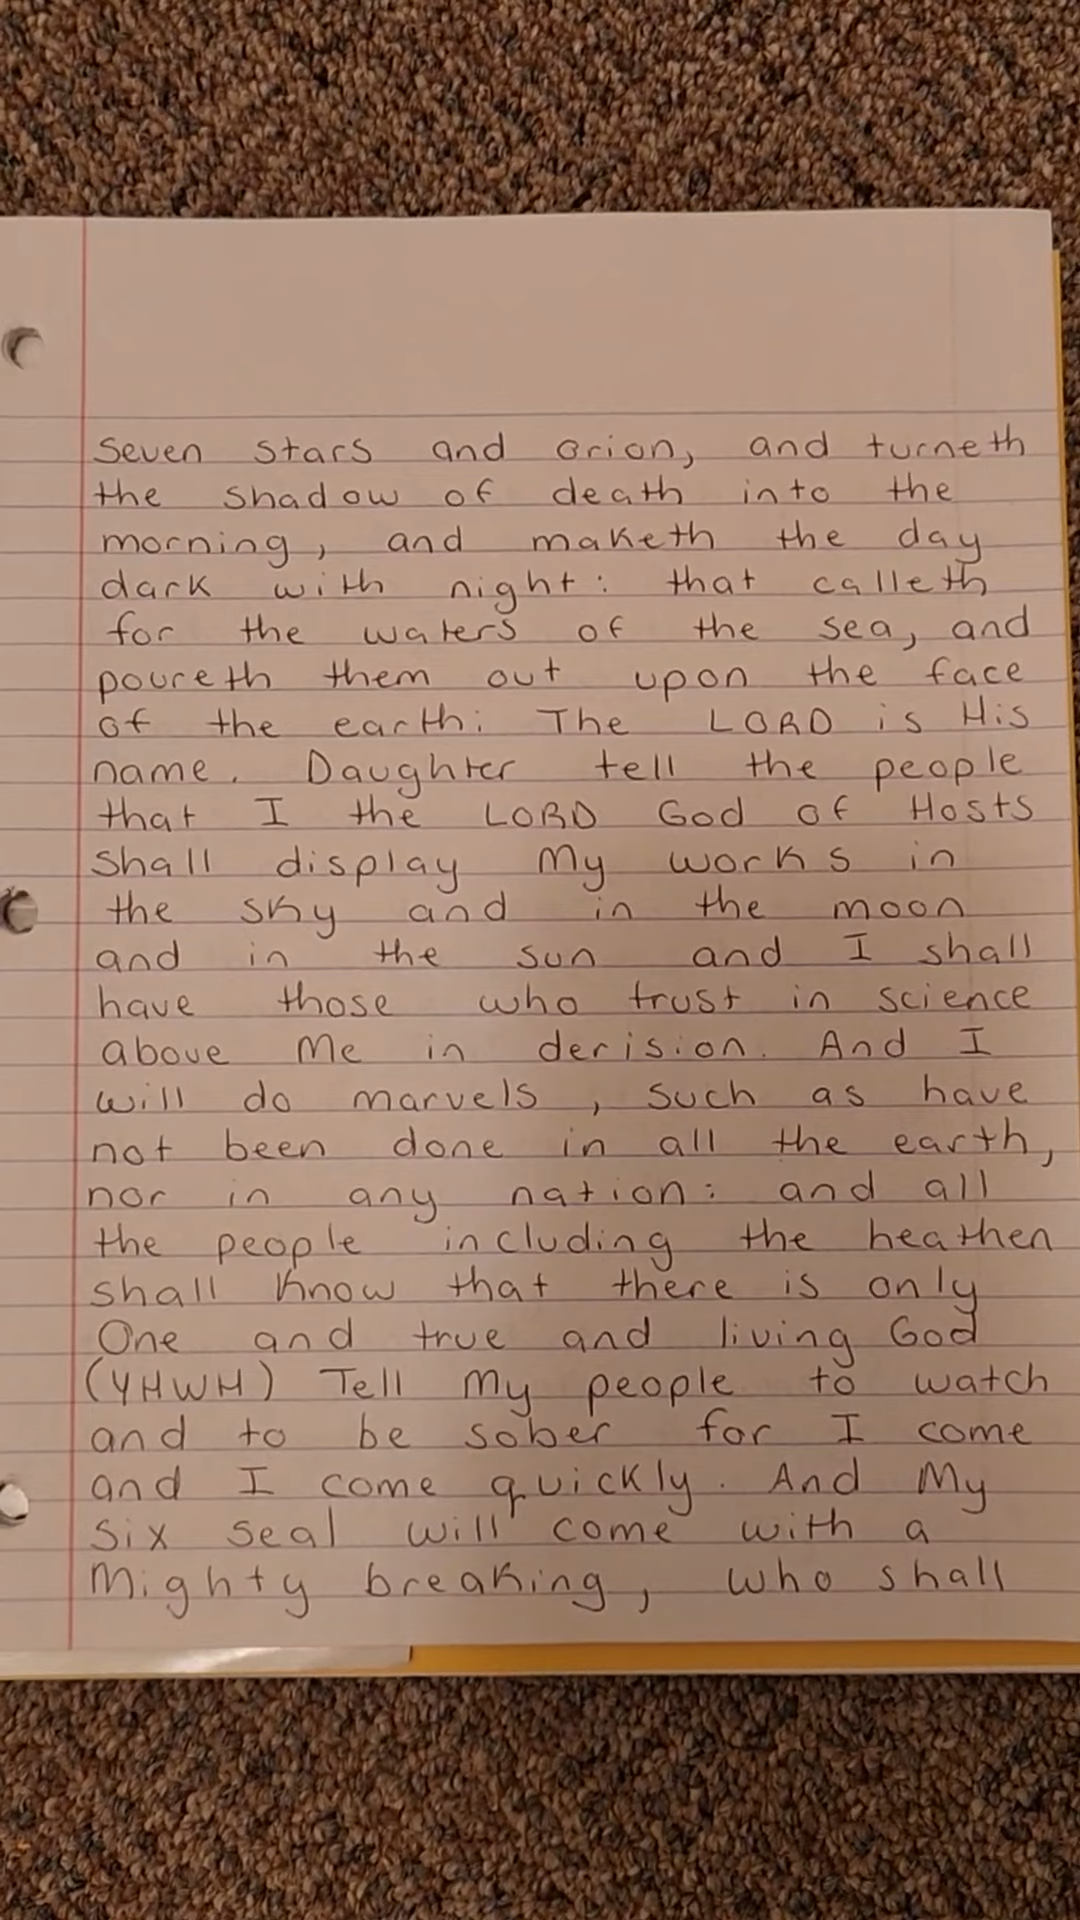 Seven stars and orion, and turneth
the shadow of death into the
morning, and maketh the day
dark with night: that calleth
for the waters of the sea, and
poureth them out upon the face
of the earth: The LORD is His
name. Daughter tell the people
that I the LORD God of Hosts
shall display My works in
the sky and in the moon
and in the sun and I shall
have those who trust in science
above Me in derision. And I
will do marvels, such as have
not been done in all the earth,
nor in any nation: and all
the people including the heathen
shall know that there is only
One and true and living God
(YHWH) Tell My people to watch
and to be sober for I come
and I come quickly. And My
six seal will come with a
Mighty breaking, who shall